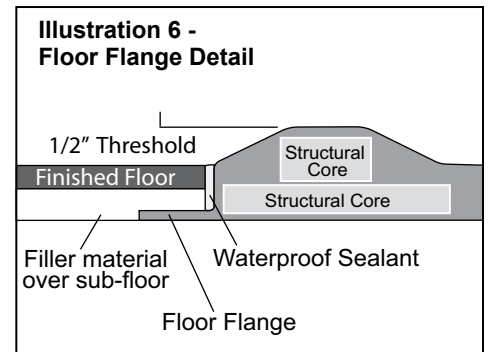 Illustration 6 -
Floor Flange Detail
1/2” Threshold
Structural
Core
Finished Floor
Structural Core
Filler material
over sub-floor
Waterproof Sealant
Floor Flange